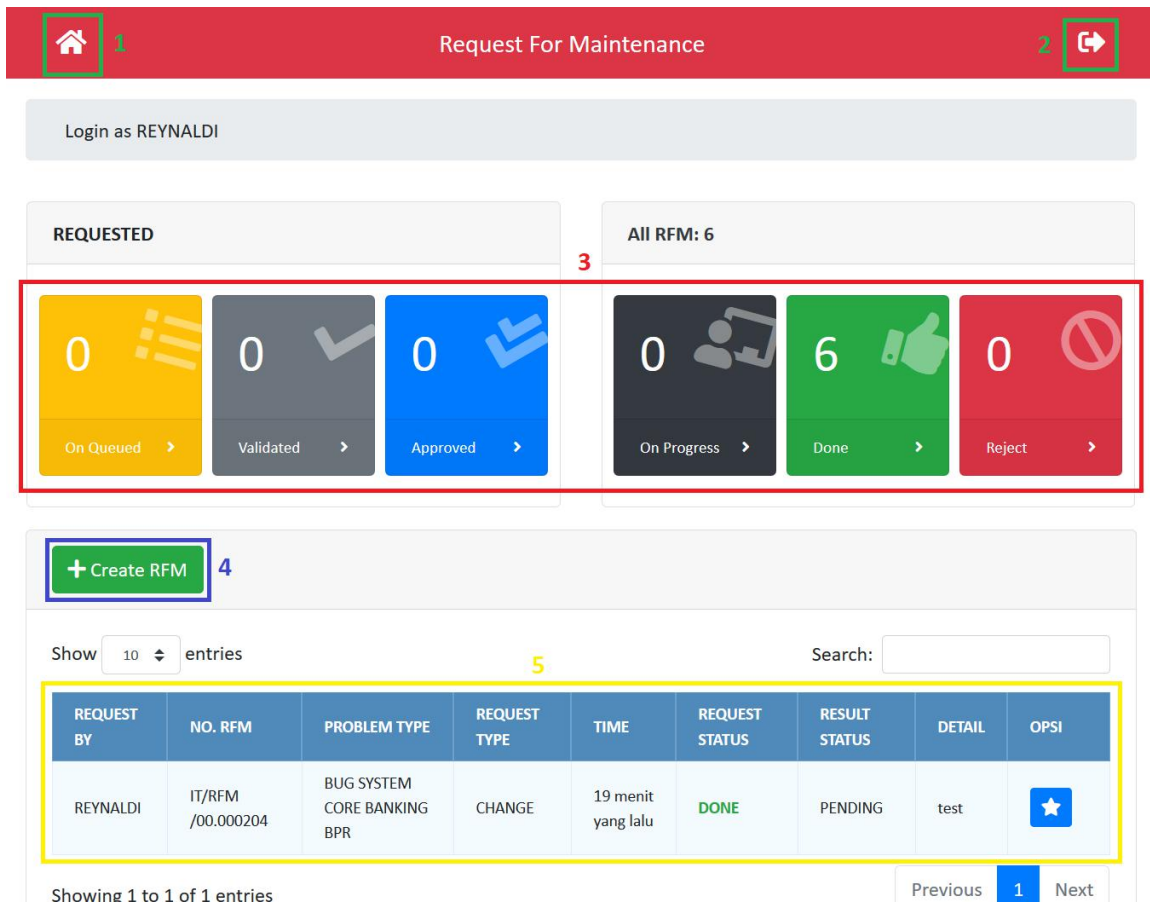 1
Request For Maintenance
2
Login as REYNALDI
REQUESTED
All RFM: 6
3
0
0
0
0
6
0
On Queued
Validated
Approved
On Progress
Done
Reject
Create RFM
4
Show 10 entries
Search:
5
REQUEST BY
NO. RFM
PROBLEM TYPE
REQUEST TYPE
TIME
REQUEST STATUS
RESULT STATUS
DETAIL
OPSI
REYNALDI
IT/RFM
/00.000204
BUG SYSTEM
CORE BANKING
BPR
CHANGE
19 menit
yang lalu
DONE
PENDING
test
Showing 1 to 1 of 1 entries
Previous 1 Next